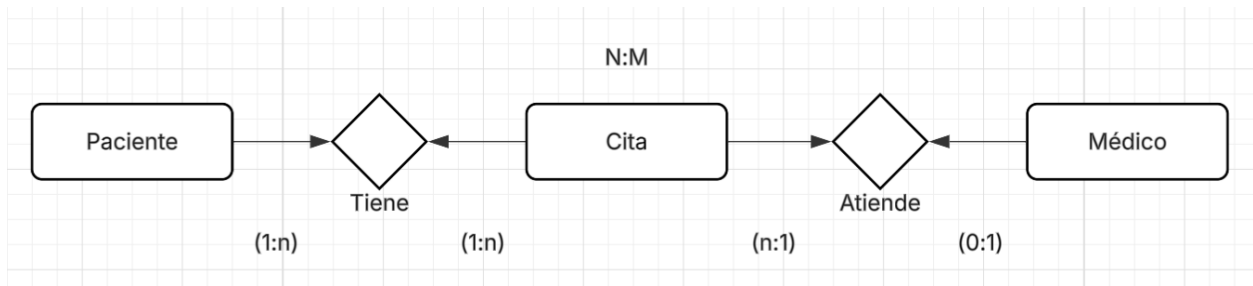 N:M
Paciente
Cita
Médico
Tiene
Atiende
(1:n)
(1:n)
(n:1)
(0:1)